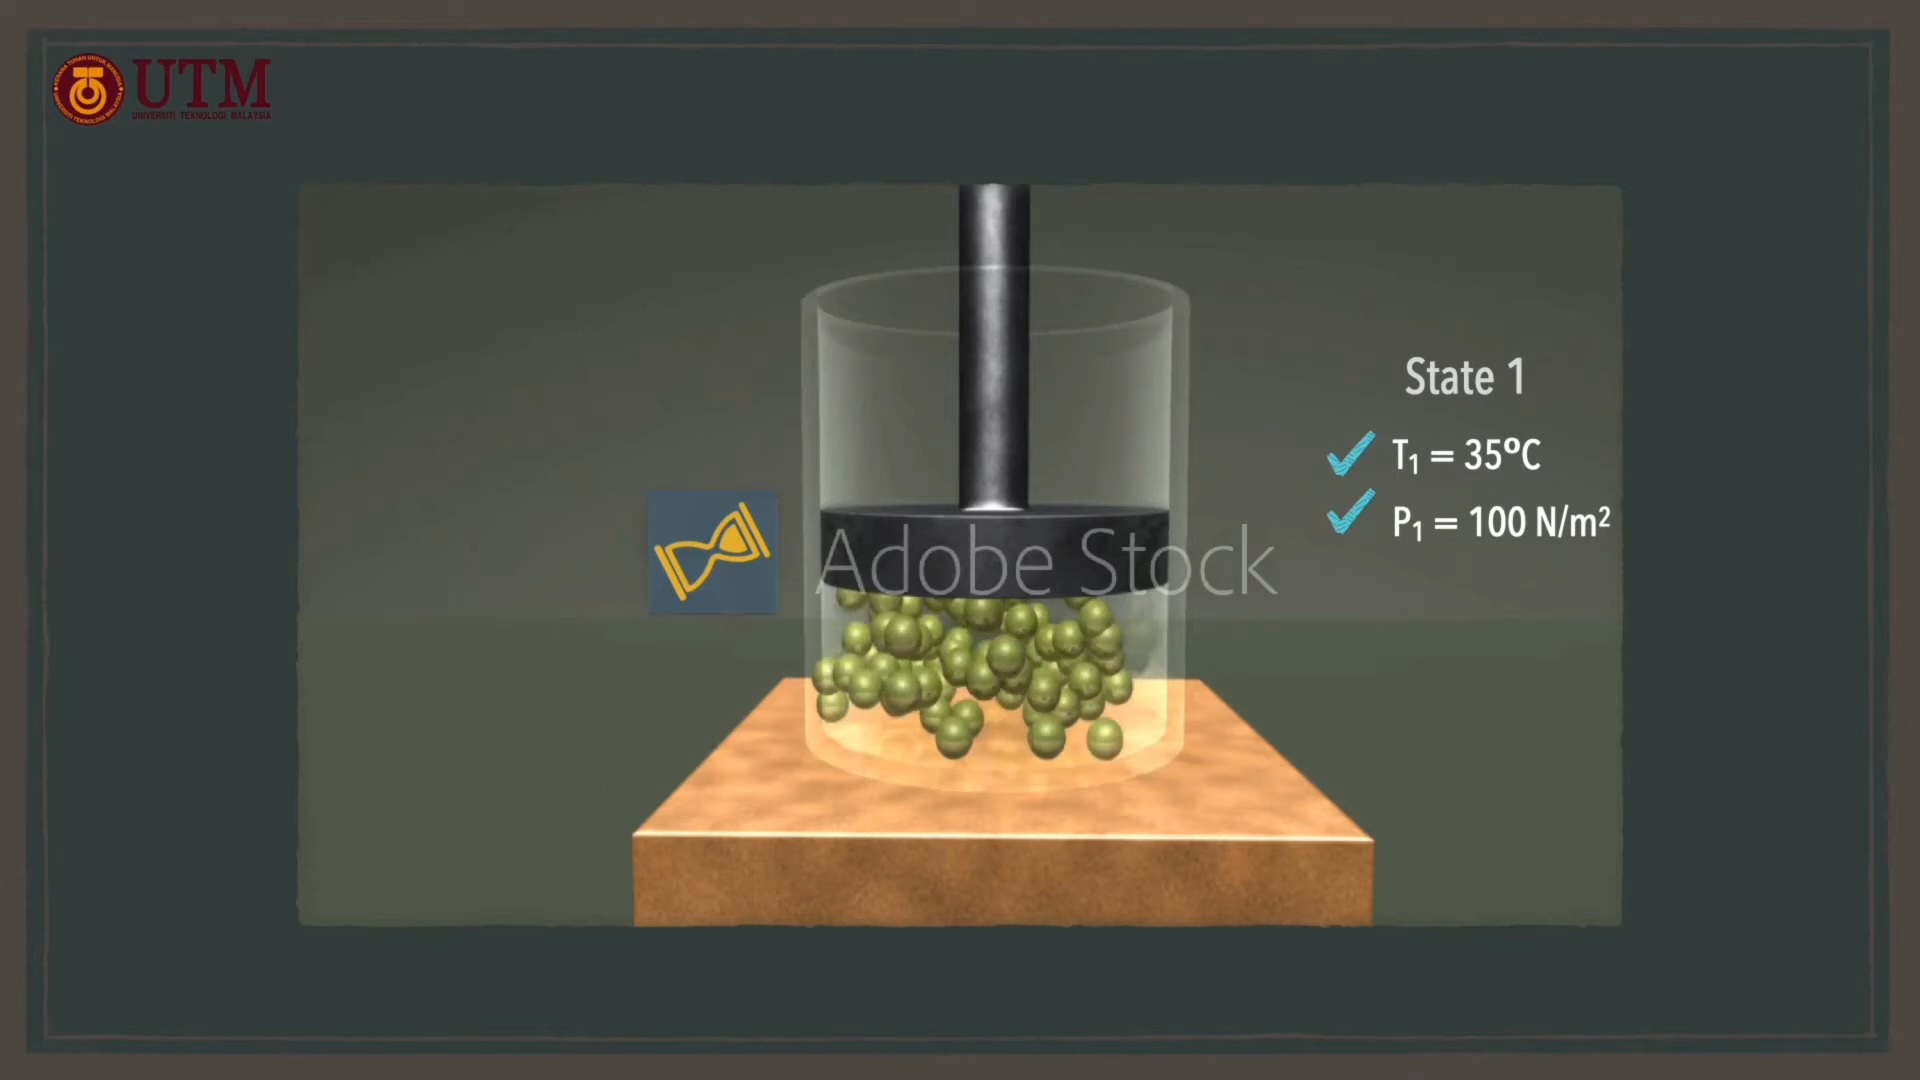 UTM
UNIVERSITI TEKNOLOGI MALAYSIA
State 1
T₁ = 35°C
P₁ = 100 N/m²
Adobe Stock